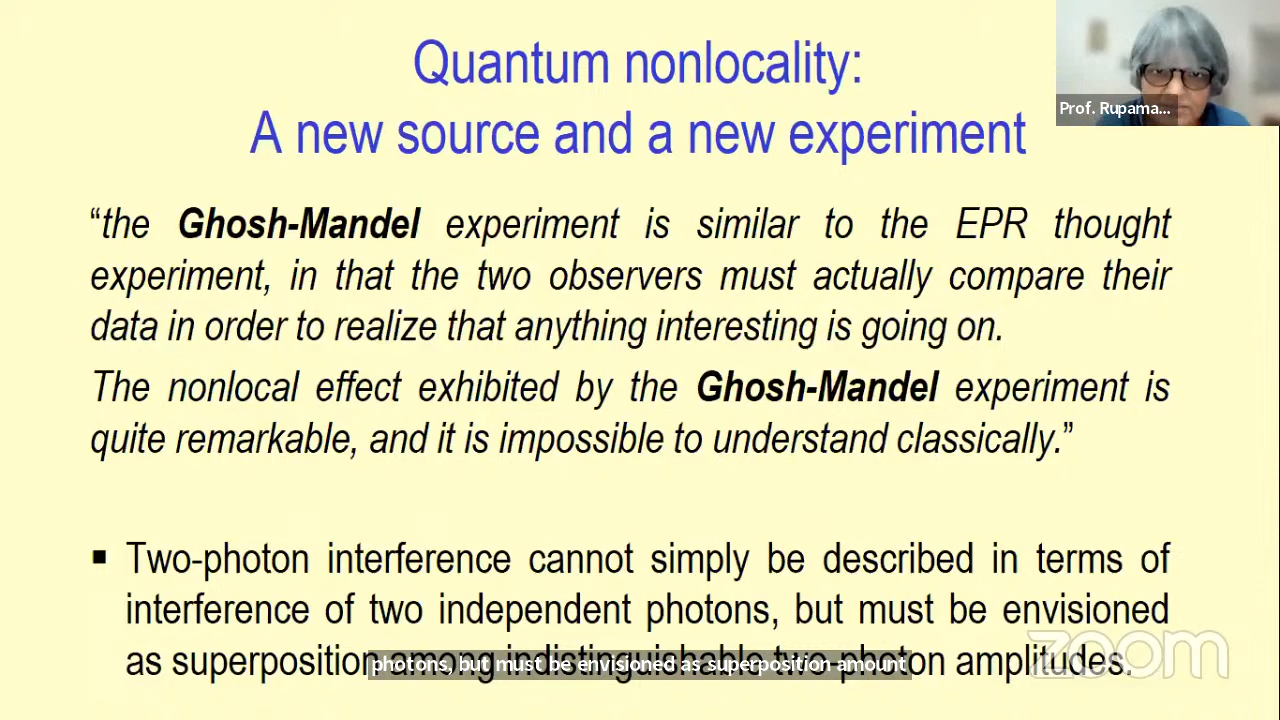 Quantum nonlocality:
A new source and a new experiment
Prof. Rupama...
“the Ghosh-Mandel experiment is similar to the EPR thought
experiment, in that the two observers must actually compare their
data in order to realize that anything interesting is going on.
The nonlocal effect exhibited by the Ghosh-Mandel experiment is
quite remarkable, and it is impossible to understand classically.”
▪ Two-photon interference cannot simply be described in terms of
interference of two independent photons, but must be envisioned
as superposition among indistinguishable two-photon amplitudes.
photons, but must be envisioned as superposition amount
zoom